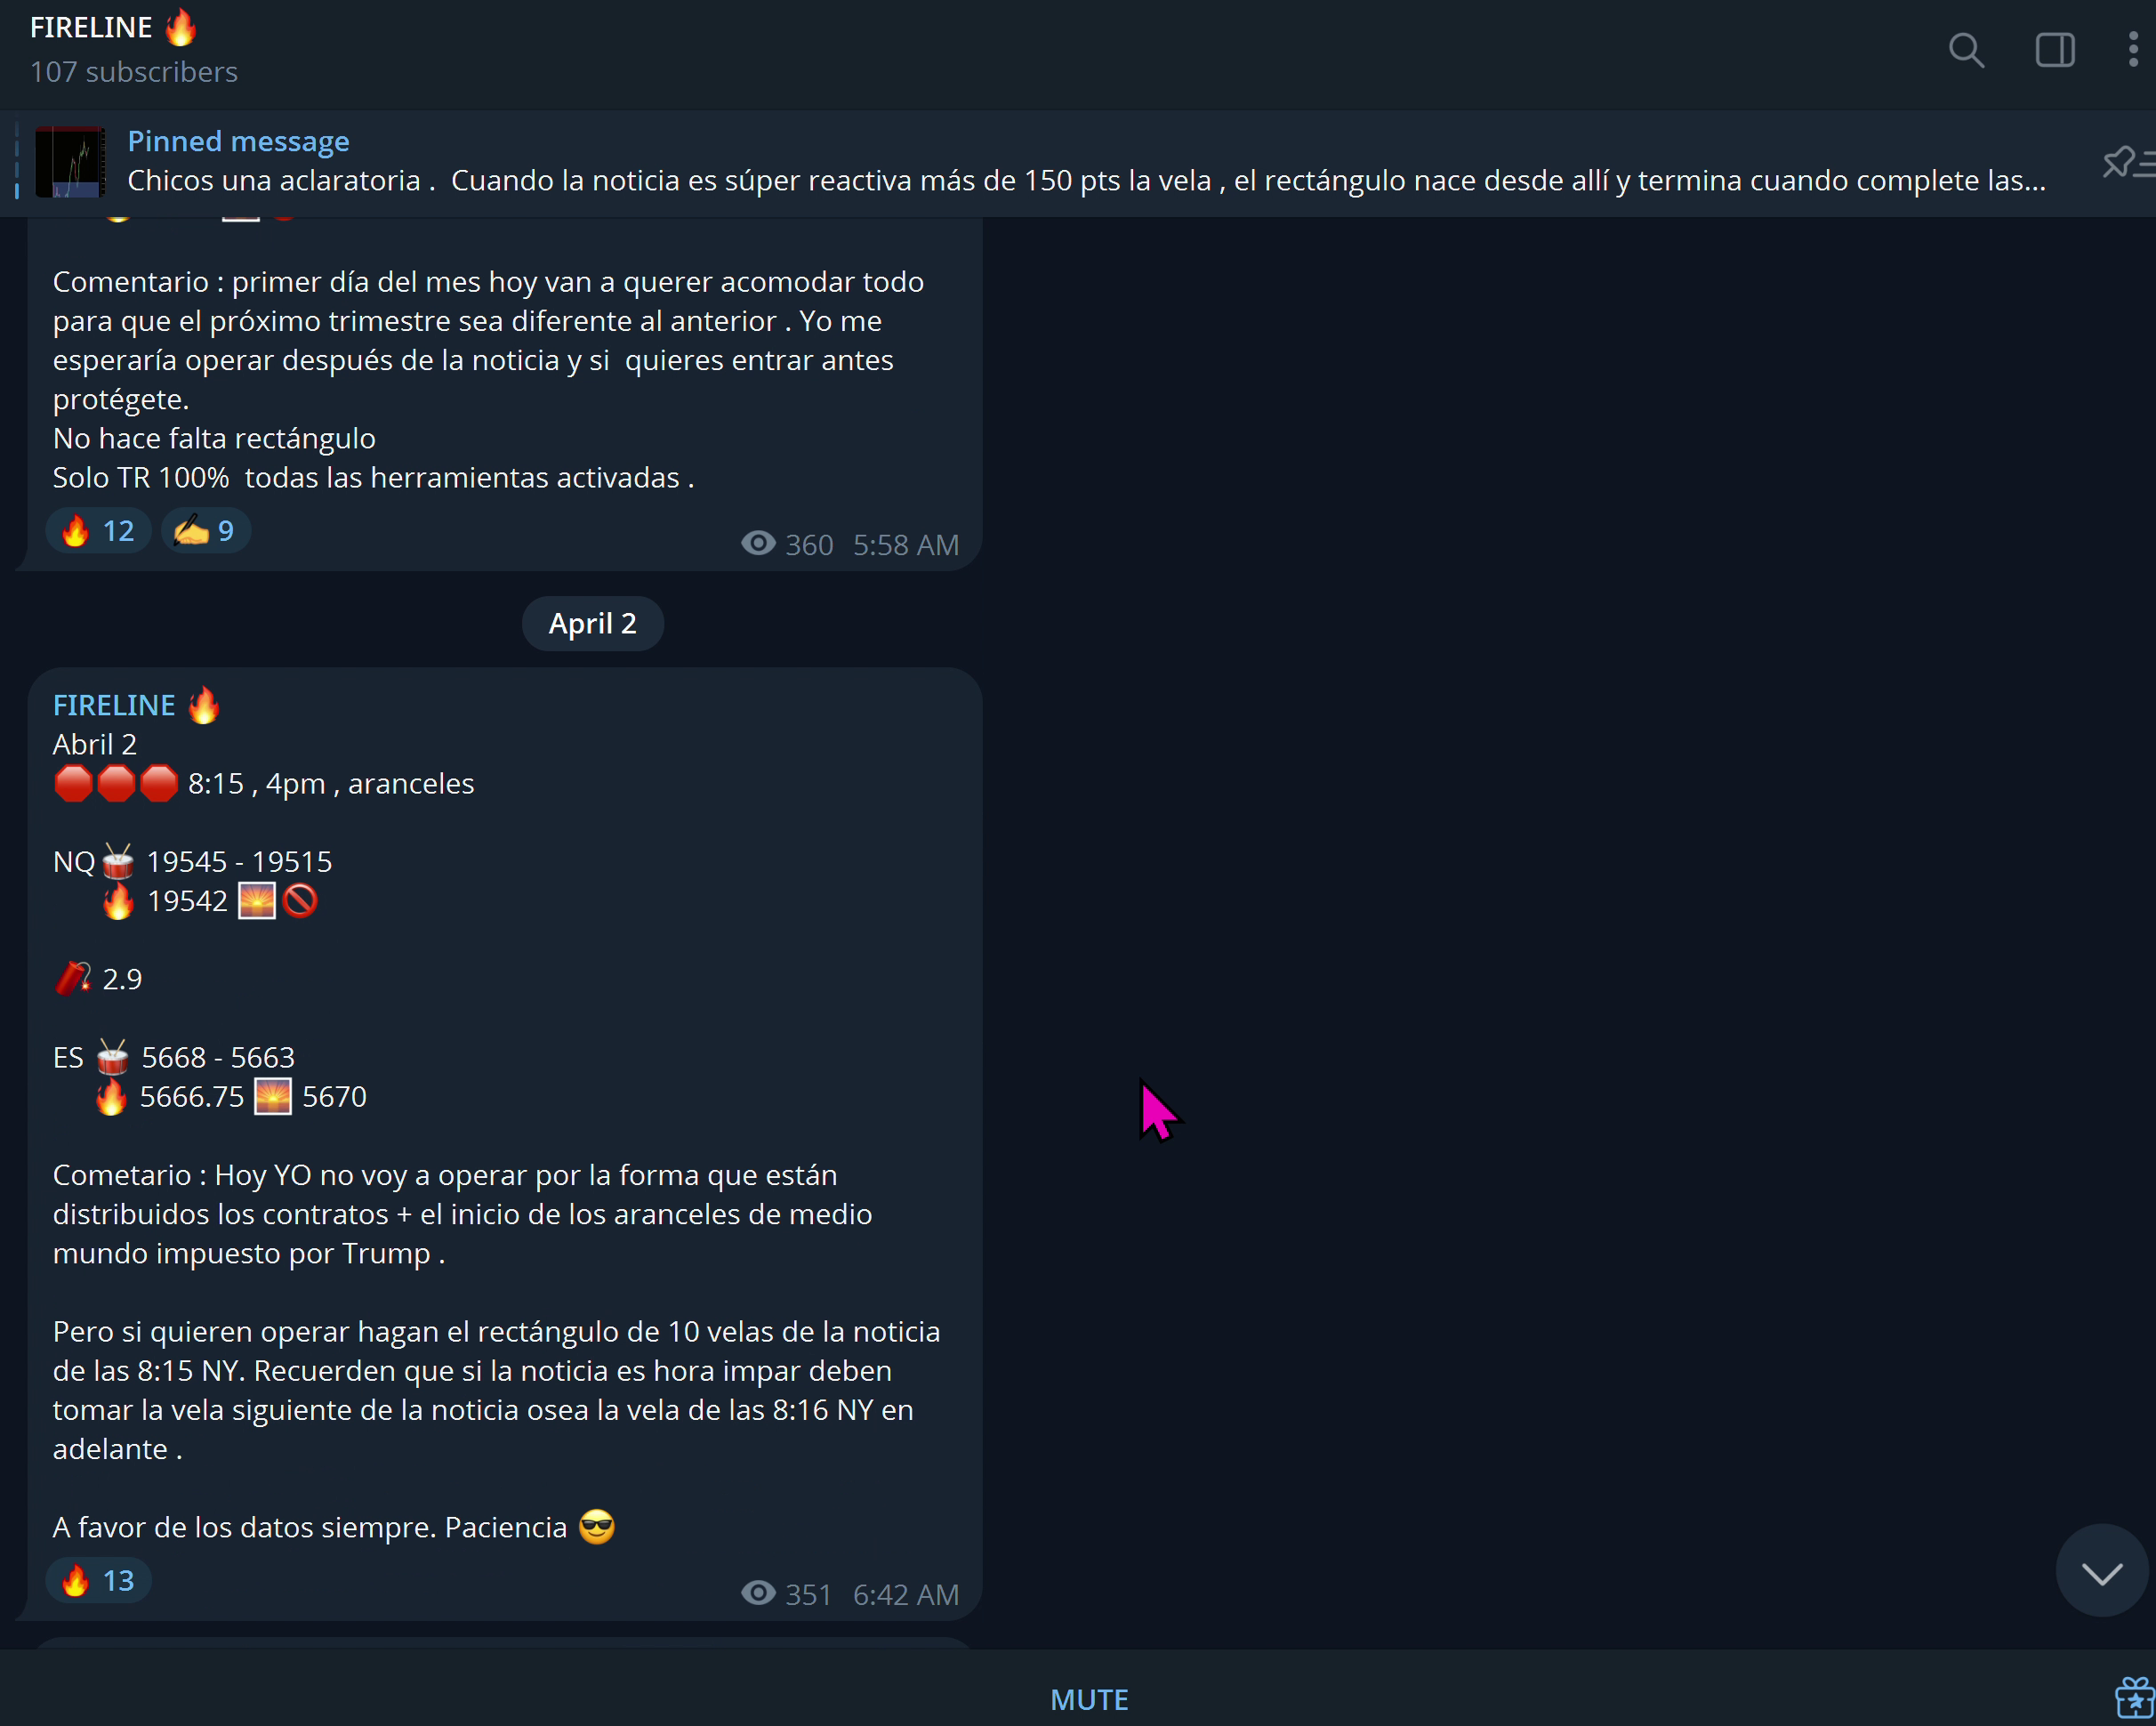 FIRELINE 🔥
107 subscribers
Pinned message
Chicos una aclaratoria .  Cuando la noticia es súper reactiva más de 150 pts la vela , el rectángulo nace desde allí y termina cuando complete las...
Comentario : primer día del mes hoy van a querer acomodar todo
para que el próximo trimestre sea diferente al anterior . Yo me
esperaría operar después de la noticia y si  quieres entrar antes
protégete.
No hace falta rectángulo
Solo TR 100%  todas las herramientas activadas .
🔥 12 ✍️ 9
360 5:58 AM
April 2
FIRELINE 🔥
Abril 2
🛑🛑🛑 8:15 , 4pm , aranceles
NQ🥁 19545 - 19515
🔥 19542 🌅🚫
🧨 2.9
ES 🥁 5668 - 5663
🔥 5666.75 🌅 5670
Cometario : Hoy YO no voy a operar por la forma que están
distribuidos los contratos + el inicio de los aranceles de medio
mundo impuesto por Trump .
Pero si quieren operar hagan el rectángulo de 10 velas de la noticia
de las 8:15 NY. Recuerden que si la noticia es hora impar deben
tomar la vela siguiente de la noticia osea la vela de las 8:16 NY en
adelante .
A favor de los datos siempre. Paciencia 😎
🔥 13
351 6:42 AM
MUTE